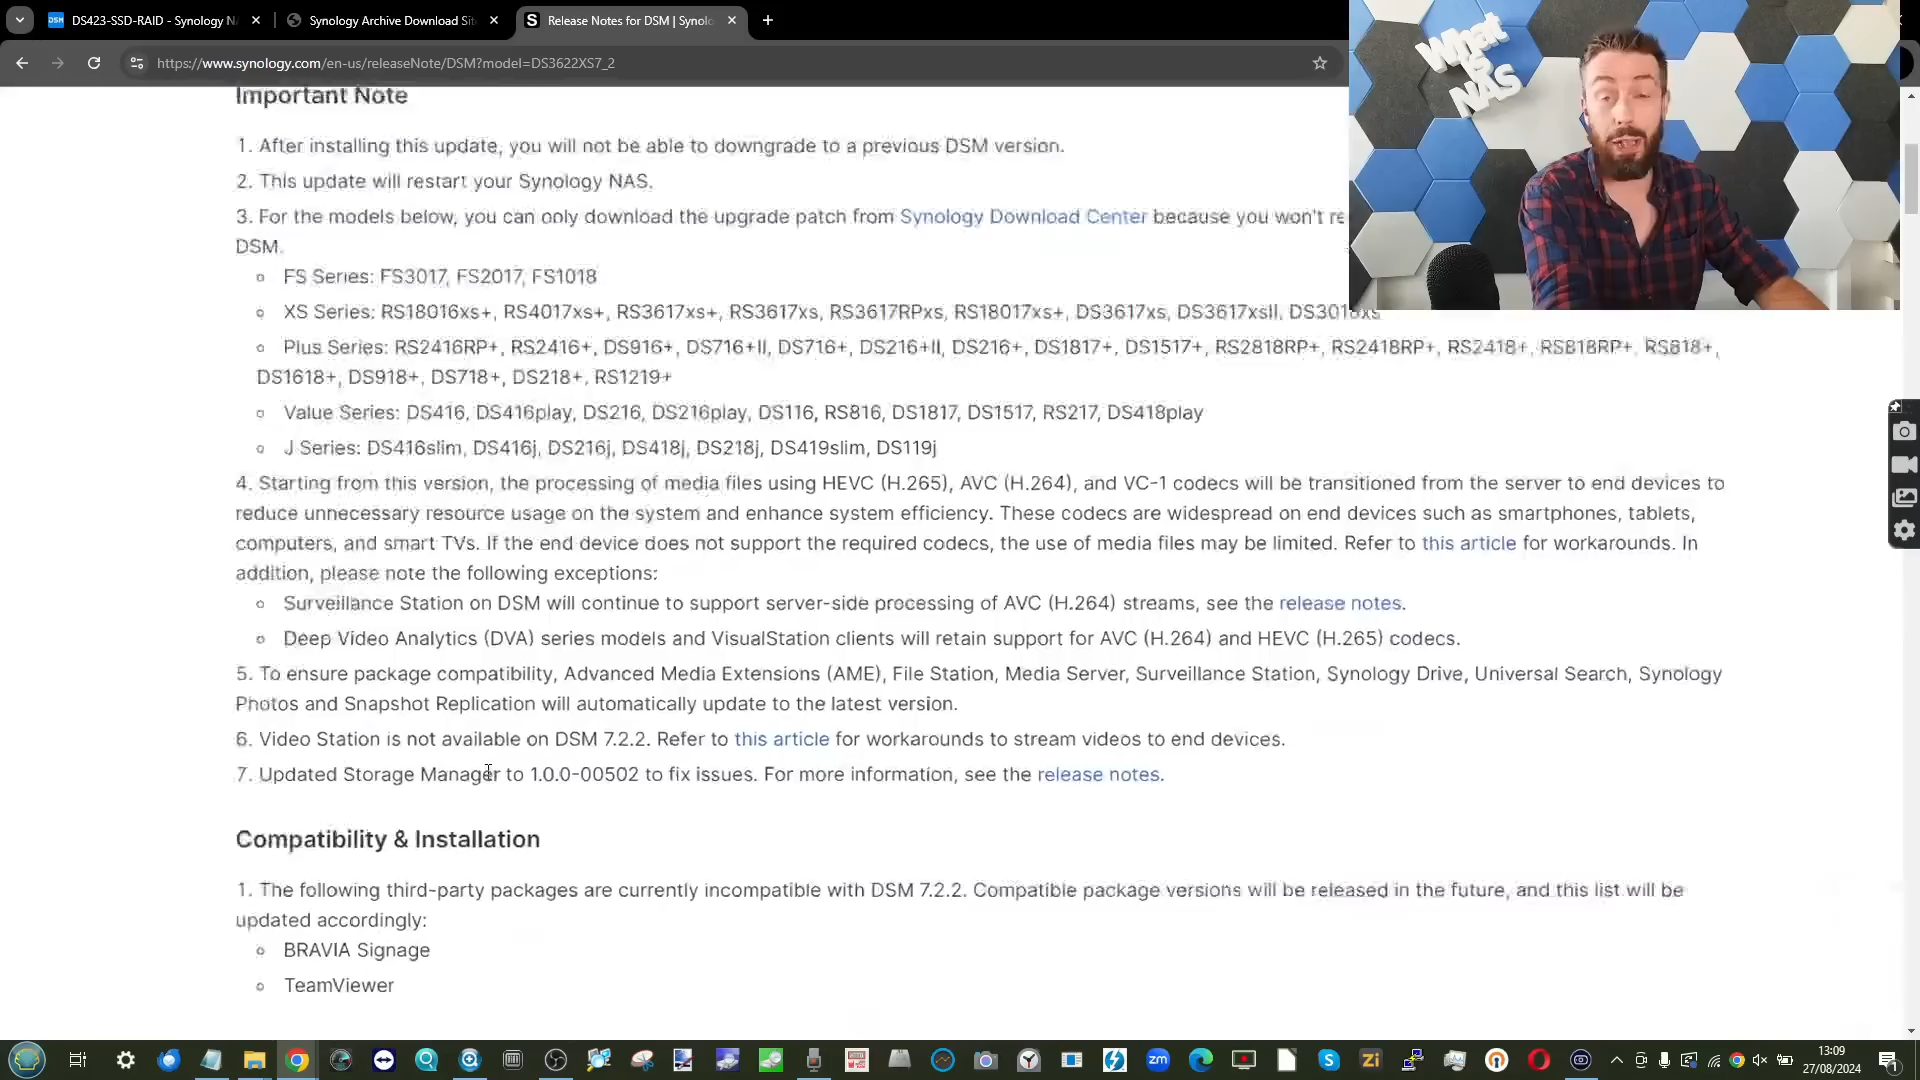 DS423-SSD-RAID - Synology N
Synology Archive Download Sit
Release Notes for DSM | Synolo
https://www.synology.com/en-us/releaseNote/DSM?model=DS3622XS7_2
What
IS
NAS
Important Note
1. After installing this update, you will not be able to downgrade to a previous DSM version.
2. This update will restart your Synology NAS.
3. For the models below, you can only download the upgrade patch from Synology Download Center because you won't re
DSM.
FS Series: FS3017, FS2017, FS1018
XS Series: RS18016xs+, RS4017xs+, RS3617xs+, RS3617xs, RS3617RPxs, RS18017xs+, DS3617xs, DS3617xsII, DS3018xs
Plus Series: RS2416RP+, RS2416+, DS916+, DS716+II, DS716+, DS216+II, DS216+, DS1817+, DS1517+, RS2818RP+, RS2418RP+, RS2418+, RS818RP+, RS818+,
DS1618+, DS918+, DS718+, DS218+, RS1219+
Value Series: DS416, DS416play, DS216, DS216play, DS116, RS816, DS1817, DS1517, RS217, DS418play
J Series: DS416slim, DS416j, DS216j, DS418j, DS218j, DS419slim, DS119j
4. Starting from this version, the processing of media files using HEVC (H.265), AVC (H.264), and VC-1 codecs will be transitioned from the server to end devices to
reduce unnecessary resource usage on the system and enhance system efficiency. These codecs are widespread on end devices such as smartphones, tablets,
computers, and smart TVs. If the end device does not support the required codecs, the use of media files may be limited. Refer to this article for workarounds. In
addition, please note the following exceptions:
Surveillance Station on DSM will continue to support server-side processing of AVC (H.264) streams, see the release notes.
Deep Video Analytics (DVA) series models and VisualStation clients will retain support for AVC (H.264) and HEVC (H.265) codecs.
5. To ensure package compatibility, Advanced Media Extensions (AME), File Station, Media Server, Surveillance Station, Synology Drive, Universal Search, Synology
Photos and Snapshot Replication will automatically update to the latest version.
6. Video Station is not available on DSM 7.2.2. Refer to this article for workarounds to stream videos to end devices.
7. Updated Storage Manager to 1.0.0-00502 to fix issues. For more information, see the release notes.
Compatibility & Installation
1. The following third-party packages are currently incompatible with DSM 7.2.2. Compatible package versions will be released in the future, and this list will be
updated accordingly:
BRAVIA Signage
TeamViewer
13:09
27/08/2024